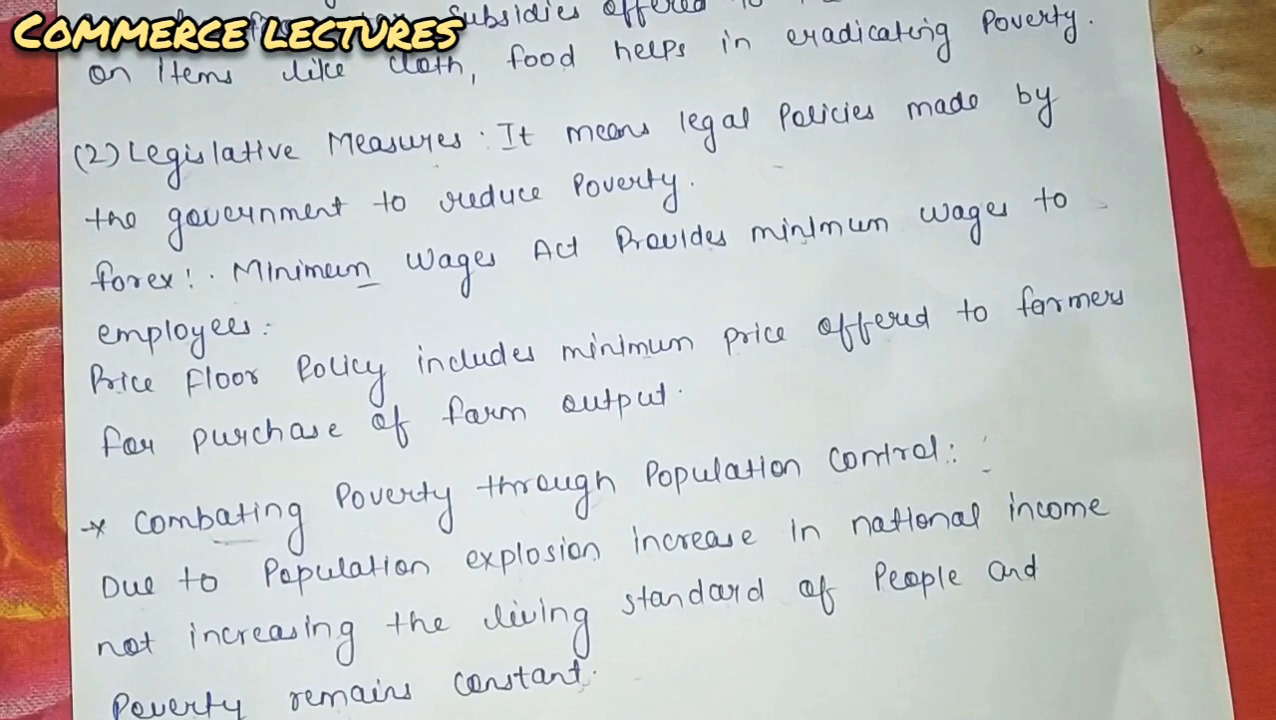 COMMERCE LECTURES
subsidies offered to
on items like cloth, food helps in eradicating Poverty.
(2) Legislative Measures : It means legal Policies made by
the government to reduce Poverty.
forex: . Minimum Wages Act Provides minimum wages to
employees :
Price Floor Policy includes minimum price offered to farmers
for purchase of farm output.
* Combating Poverty through Population Control :
Due to Population explosion increase in national income
not increasing the living standard of People and
Poverty remains constant.